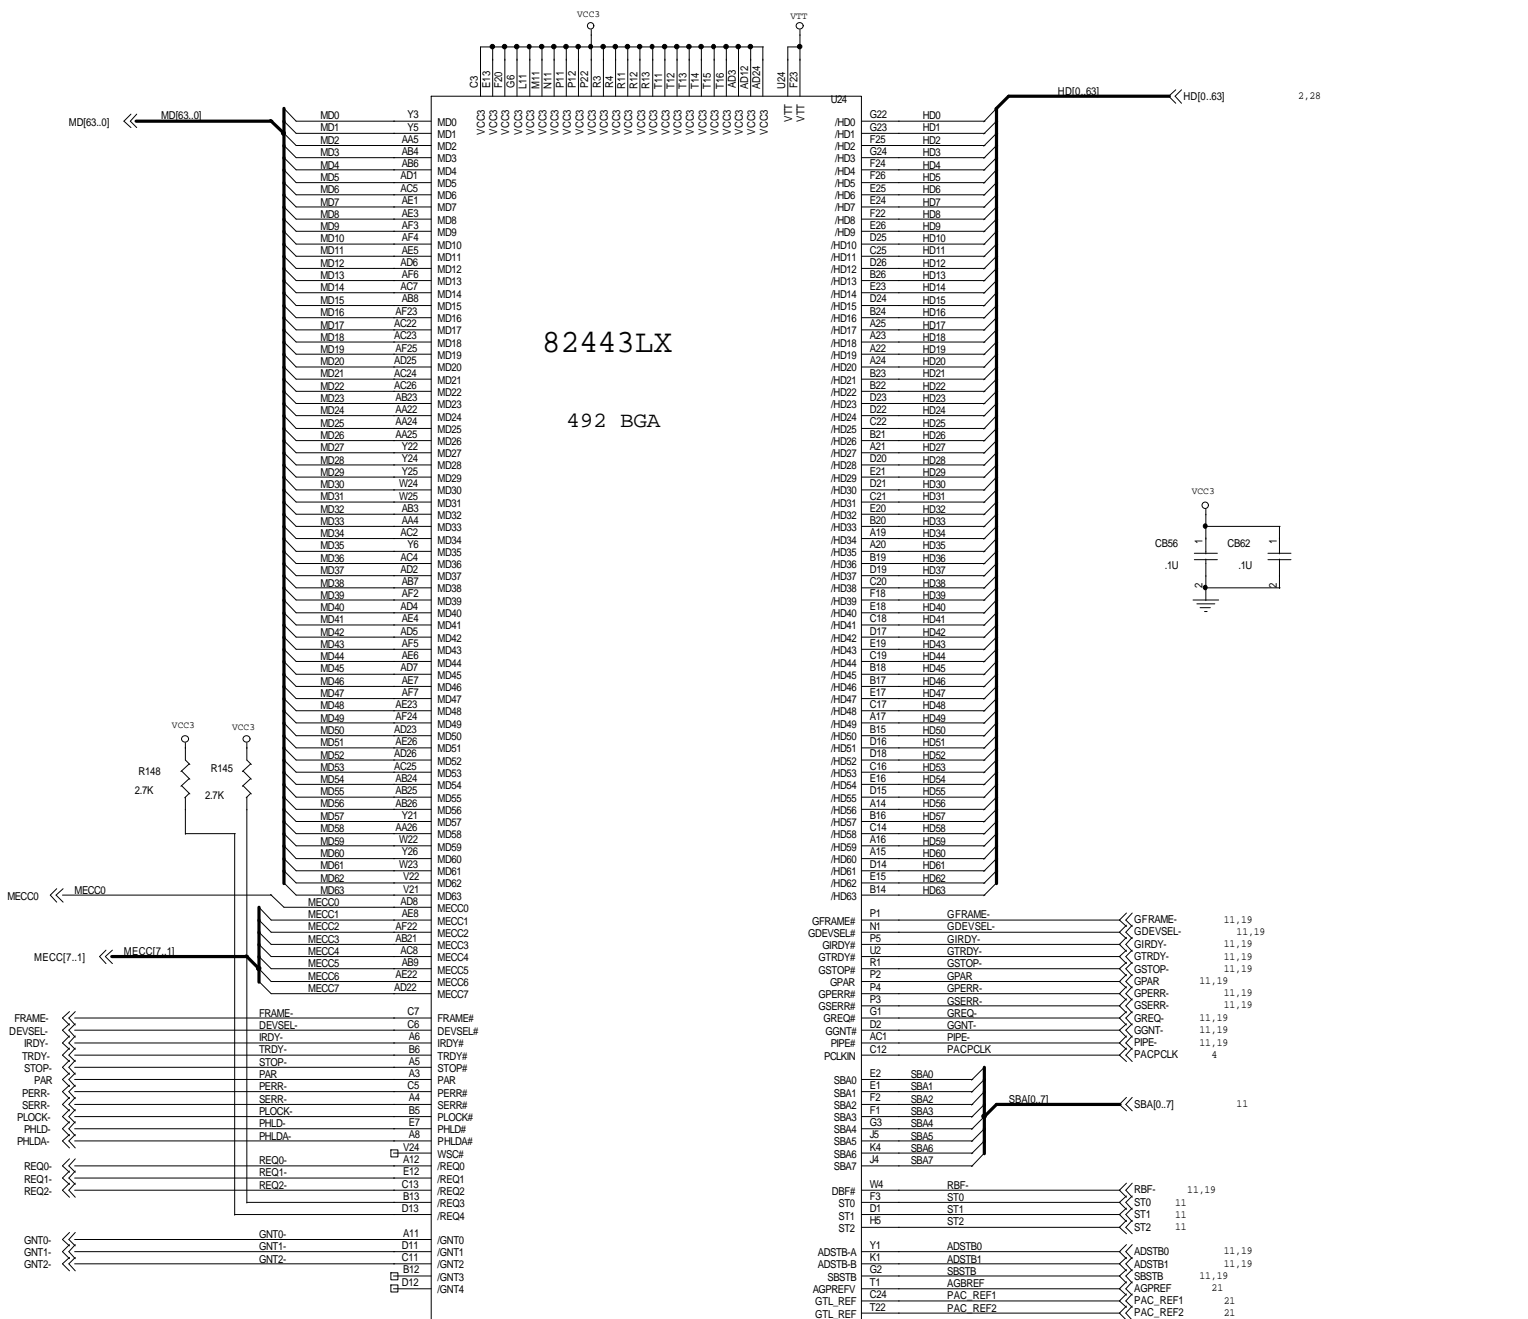 VCC3 VTT
C3 E13 F20 G6 L11 M11 N11 P11 P12 P22 R3 R4 R11 R12 R13 T11 T12 T13 T14 T15 T16 AD3 AD12 AD24 U24 F23
VCC3 VCC3 VCC3 VCC3 VCC3 VCC3 VCC3 VCC3 VCC3 VCC3 VCC3 VCC3 VCC3 VCC3 VCC3 VCC3 VCC3 VCC3 VCC3 VCC3 VCC3 VCC3 VCC3 VCC3 VTT VTT
U24
HD[0..63] HD[0..63] 2,28
MD[63..0] MD[63..0]
82443LX
492 BGA
MD0 Y3 MD0 /HD0 G22 HD0
MD1 Y5 MD1 /HD1 G23 HD1
MD2 AA5 MD2 /HD2 F25 HD2
MD3 AB4 MD3 /HD3 G24 HD3
MD4 AB6 MD4 /HD4 F24 HD4
MD5 AD1 MD5 /HD5 F26 HD5
MD6 AC5 MD6 /HD6 E25 HD6
MD7 AE1 MD7 /HD7 E24 HD7
MD8 AE3 MD8 /HD8 F22 HD8
MD9 AF3 MD9 /HD9 E26 HD9
MD10 AF4 MD10 /HD10 D25 HD10
MD11 AE5 MD11 /HD11 C25 HD11
MD12 AD6 MD12 /HD12 D26 HD12
MD13 AF6 MD13 /HD13 B26 HD13
MD14 AC7 MD14 /HD14 E23 HD14
MD15 AB8 MD15 /HD15 D24 HD15
MD16 AF23 MD16 /HD16 B24 HD16
MD17 AC22 MD17 /HD17 A25 HD17
MD18 AC23 MD18 /HD18 A23 HD18
MD19 AF25 MD19 /HD19 A22 HD19
MD20 AD25 MD20 /HD20 A24 HD20
MD21 AC24 MD21 /HD21 B23 HD21
MD22 AC26 MD22 /HD22 B22 HD22
MD23 AB23 MD23 /HD23 D23 HD23
MD24 AA22 MD24 /HD24 D22 HD24
MD25 AA24 MD25 /HD25 C22 HD25
MD26 AA25 MD26 /HD26 B21 HD26
MD27 Y22 MD27 /HD27 A21 HD27
MD28 Y24 MD28 /HD28 D20 HD28
MD29 Y25 MD29 /HD29 E21 HD29
MD30 W24 MD30 /HD30 D21 HD30
MD31 W25 MD31 /HD31 C21 HD31
MD32 AB3 MD32 /HD32 E20 HD32
MD33 AA4 MD33 /HD33 B20 HD33
MD34 AC2 MD34 /HD34 A19 HD34
MD35 Y6 MD35 /HD35 A20 HD35
MD36 AC4 MD36 /HD36 B19 HD36
MD37 AD2 MD37 /HD37 D19 HD37
MD38 AB7 MD38 /HD38 C20 HD38
MD39 AF2 MD39 /HD39 F18 HD39
MD40 AD4 MD40 /HD40 E18 HD40
MD41 AE4 MD41 /HD41 C18 HD41
MD42 AD5 MD42 /HD42 D17 HD42
MD43 AF5 MD43 /HD43 E19 HD43
MD44 AE6 MD44 /HD44 C19 HD44
MD45 AD7 MD45 /HD45 B18 HD45
MD46 AE7 MD46 /HD46 B17 HD46
MD47 AF7 MD47 /HD47 E17 HD47
MD48 AE23 MD48 /HD48 C17 HD48
MD49 AF24 MD49 /HD49 A17 HD49
MD50 AD23 MD50 /HD50 B15 HD50
MD51 AE26 MD51 /HD51 D16 HD51
MD52 AD26 MD52 /HD52 D18 HD52
MD53 AC25 MD53 /HD53 C16 HD53
MD54 AB24 MD54 /HD54 E16 HD54
MD55 AB25 MD55 /HD55 D15 HD55
MD56 AB26 MD56 /HD56 A14 HD56
MD57 Y21 MD57 /HD57 B16 HD57
MD58 AA26 MD58 /HD58 C14 HD58
MD59 W22 MD59 /HD59 A16 HD59
MD60 Y26 MD60 /HD60 A15 HD60
MD61 W23 MD61 /HD61 D14 HD61
MD62 V22 MD62 /HD62 E15 HD62
MD63 V21 MD63 /HD63 B14 HD63
VCC3
CB56 1 CB62 1
.1U .1U
2 2
VCC3 VCC3
R148 R145
2.7K 2.7K
MECC0 MECC0
MECC0 AD8 MECC0
MECC1 AE8 MECC1
MECC2 AF22 MECC2
MECC3 AB21 MECC3
MECC4 AC8 MECC4
MECC[7..1] MECC[7..1]
MECC5 AB9 MECC5
MECC6 AE22 MECC6
MECC7 AD22 MECC7
FRAME- FRAME- C7 FRAME#
DEVSEL- DEVSEL- C6 DEVSEL#
IRDY- IRDY- A6 IRDY#
TRDY- TRDY- B6 TRDY#
STOP- STOP- A5 STOP#
PAR PAR A3 PAR
PERR- PERR- C5 PERR#
SERR- SERR- A4 SERR#
PLOCK- PLOCK- B5 PLOCK#
PHLD- PHLD- E7 PHLD#
PHLDA- PHLDA- A8 PHLDA#
V24 WSC#
REQ0- REQ0- A12 /REQ0
REQ1- REQ1- E12 /REQ1
REQ2- REQ2- C13 /REQ2
B13 /REQ3
D13 /REQ4
GNT0- GNT0- A11 /GNT0
GNT1- GNT1- D11 /GNT1
GNT2- GNT2- C11 /GNT2
B12 /GNT3
D12 /GNT4
GFRAME# P1 GFRAME- GFRAME- 11,19
GDEVSEL# N1 GDEVSEL- GDEVSEL- 11,19
GIRDY# P5 GIRDY- GIRDY- 11,19
GTRDY# U2 GTRDY- GTRDY- 11,19
GSTOP# R1 GSTOP- GSTOP- 11,19
GPAR P2 GPAR GPAR 11,19
GPERR# P4 GPERR- GPERR- 11,19
GSERR# P3 GSERR- GSERR- 11,19
GREQ# G1 GREQ- GREQ- 11,19
GGNT# D2 GGNT- GGNT- 11,19
PIPE# AC1 PIPE- PIPE- 11,19
PCLKIN C12 PACPCLK PACPCLK 4
SBA0 E2 SBA0
SBA1 E1 SBA1
SBA2 F2 SBA2
SBA3 F1 SBA3
SBA[0..7] SBA[0..7] 11
SBA4 G3 SBA4
SBA5 J5 SBA5
SBA6 K4 SBA6
SBA7 J4 SBA7
DBF# W4 RBF- RBF- 11,19
ST0 F3 ST0 ST0 11
ST1 D1 ST1 ST1 11
ST2 H5 ST2 ST2 11
ADSTB-A Y1 ADSTB0 ADSTB0 11,19
ADSTB-B K1 ADSTB1 ADSTB1 11,19
SBSTB G2 SBSTB SBSTB 11,19
AGPREFV T1 AGBREF AGPREF 21
GTL_REF C24 PAC_REF1 PAC_REF1 21
GTL_REF T22 PAC_REF2 PAC_REF2 21